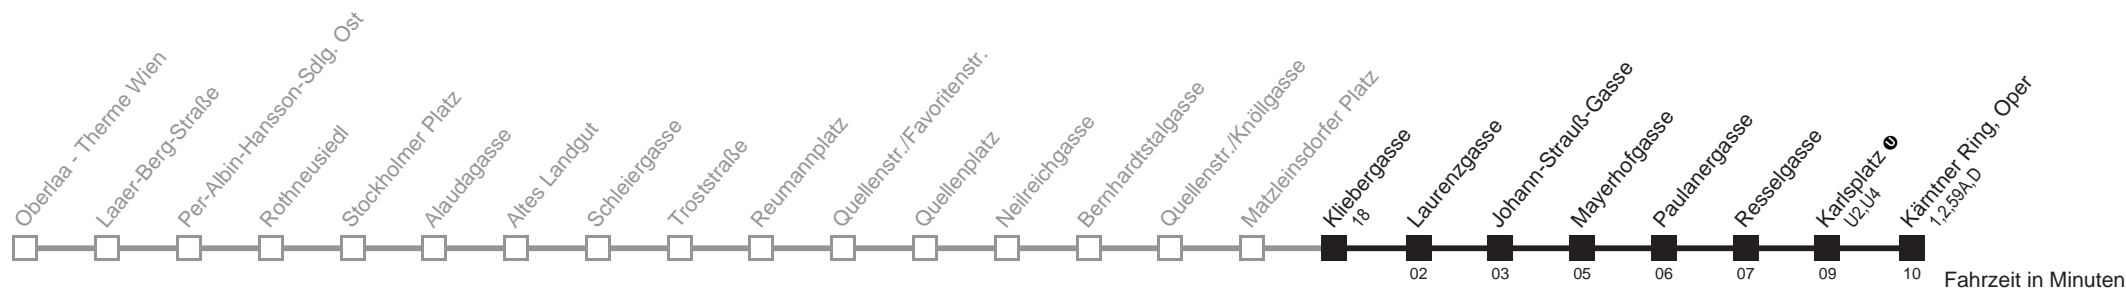 Oberlaa - Therme Wien
Laaer-Berg-Straße
Per-Albin-Hansson-Sdlg. Ost
Rothneusiedl
Stockholmer Platz
Alaudagasse
Altes Landgut
Schleiergasse
Troststraße
Reumannplatz
Quellenstr./Favoritenstr.
Quellenplatz
Neilreichgasse
Bernhardtstalgasse
Quellenstr./Knöllgasse
Matzleinsdorfer Platz
Kliebergasse
18
Laurenzgasse
Johann-Strauß-Gasse
Mayerhofgasse
Paulanergasse
Resselgasse
Karlsplatz U
U2,U4
Kärntner Ring, Oper
1,2,59A,D
02 03 05 06 07 09 10 Fahrzeit in Minuten